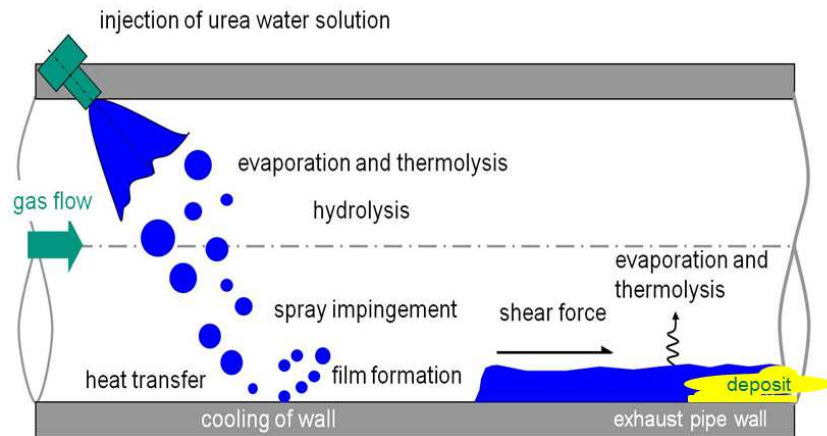 injection of urea water solution
evaporation and thermolysis
gas flow
hydrolysis
evaporation and
thermolysis
spray impingement
shear force
heat transfer
film formation
deposit
cooling of wall
exhaust pipe wall